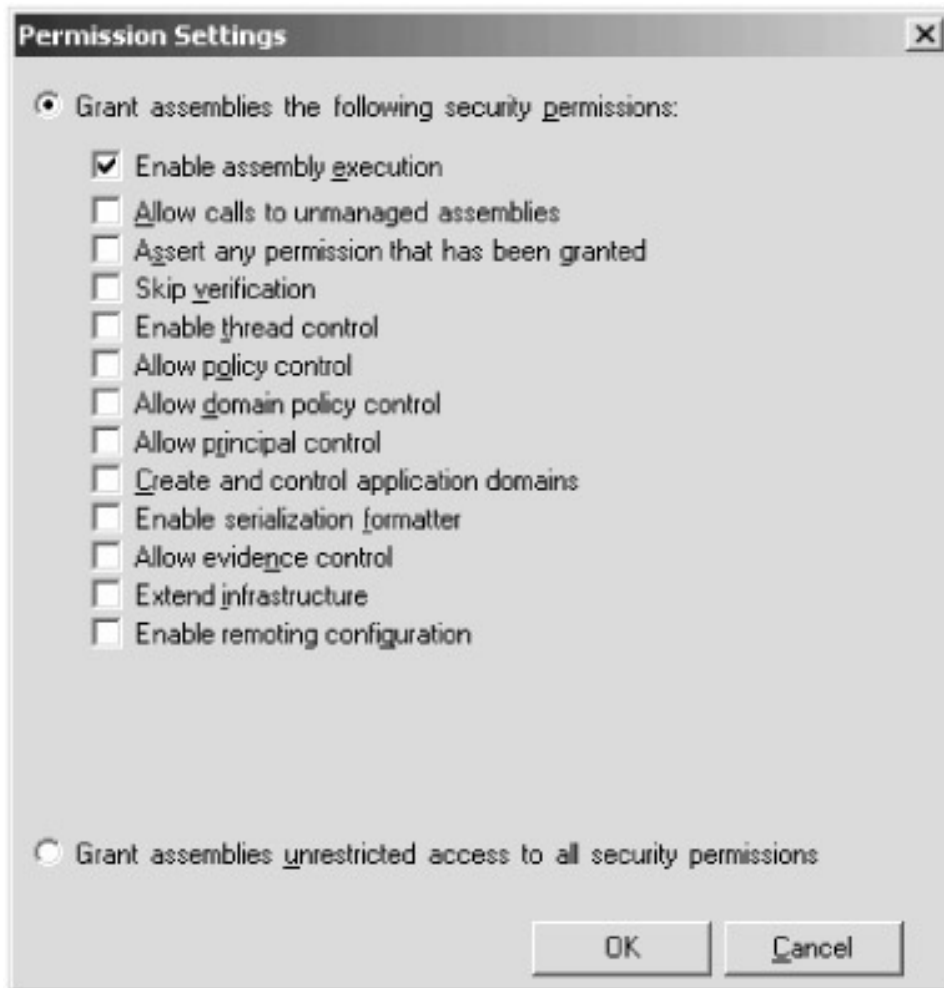 Permission Settings
Grant assemblies the following security permissions:
Enable assembly execution
Allow calls to unmanaged assemblies
Assert any permission that has been granted
Skip verification
Enable thread control
Allow policy control
Allow domain policy control
Allow principal control
Create and control application domains
Enable serialization formatter
Allow evidence control
Extend infrastructure
Enable remoting configuration
Grant assemblies unrestricted access to all security permissions
OK Cancel